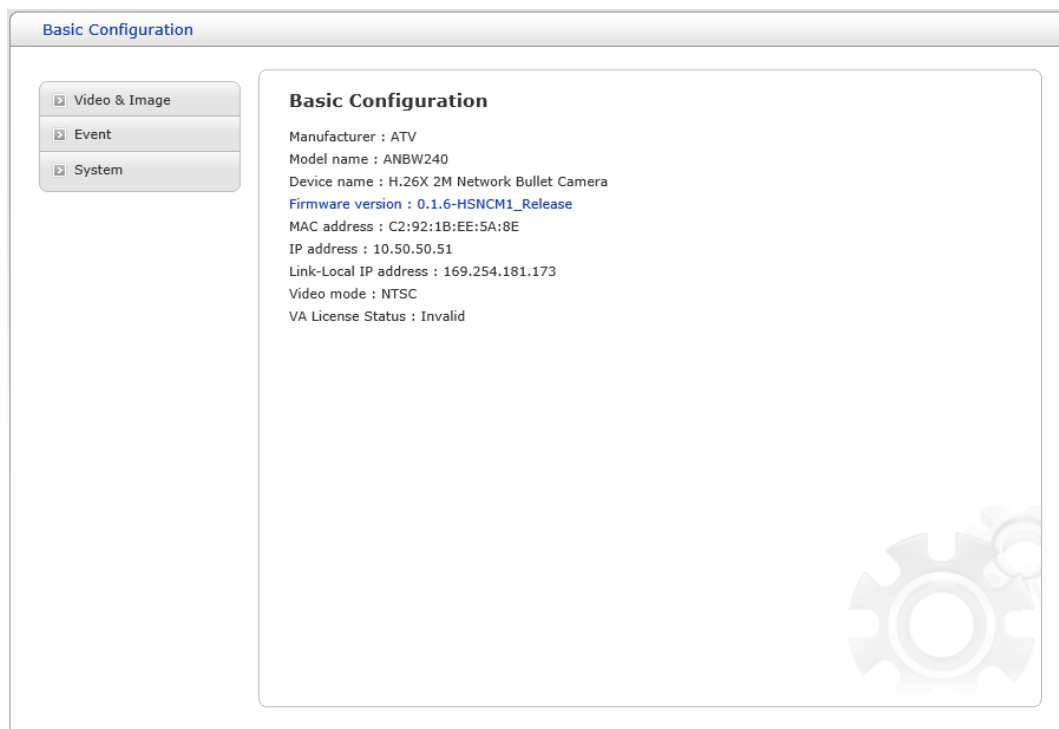 Basic Configuration
Video & Image
Event
System
Basic Configuration
Manufacturer : ATV
Model name : ANBW240
Device name : H.26X 2M Network Bullet Camera
Firmware version : 0.1.6-HSNCM1_Release
MAC address : C2:92:1B:EE:5A:8E
IP address : 10.50.50.51
Link-Local IP address : 169.254.181.173
Video mode : NTSC
VA License Status : Invalid